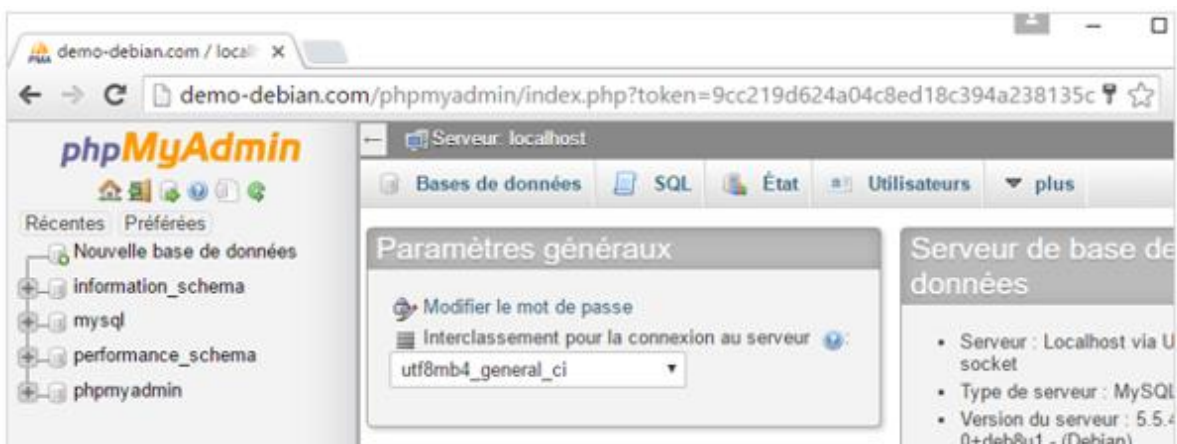 demo-debian.com / local
demo-debian.com/phpmyadmin/index.php?token=9cc219d624a04c8ed18c394a238135c
phpMyAdmin
Récentes Préférées
Nouvelle base de données
information_schema
mysql
performance_schema
phpmyadmin
Serveur: localhost
Bases de données SQL État Utilisateurs plus
Paramètres généraux
Modifier le mot de passe
Interclassement pour la connexion au serveur :
utf8mb4_general_ci
Serveur de base de
données
Serveur : Localhost via U
socket
Type de serveur : MySQL
Version du serveur : 5.5.4
0+deb8u1 - (Debian)